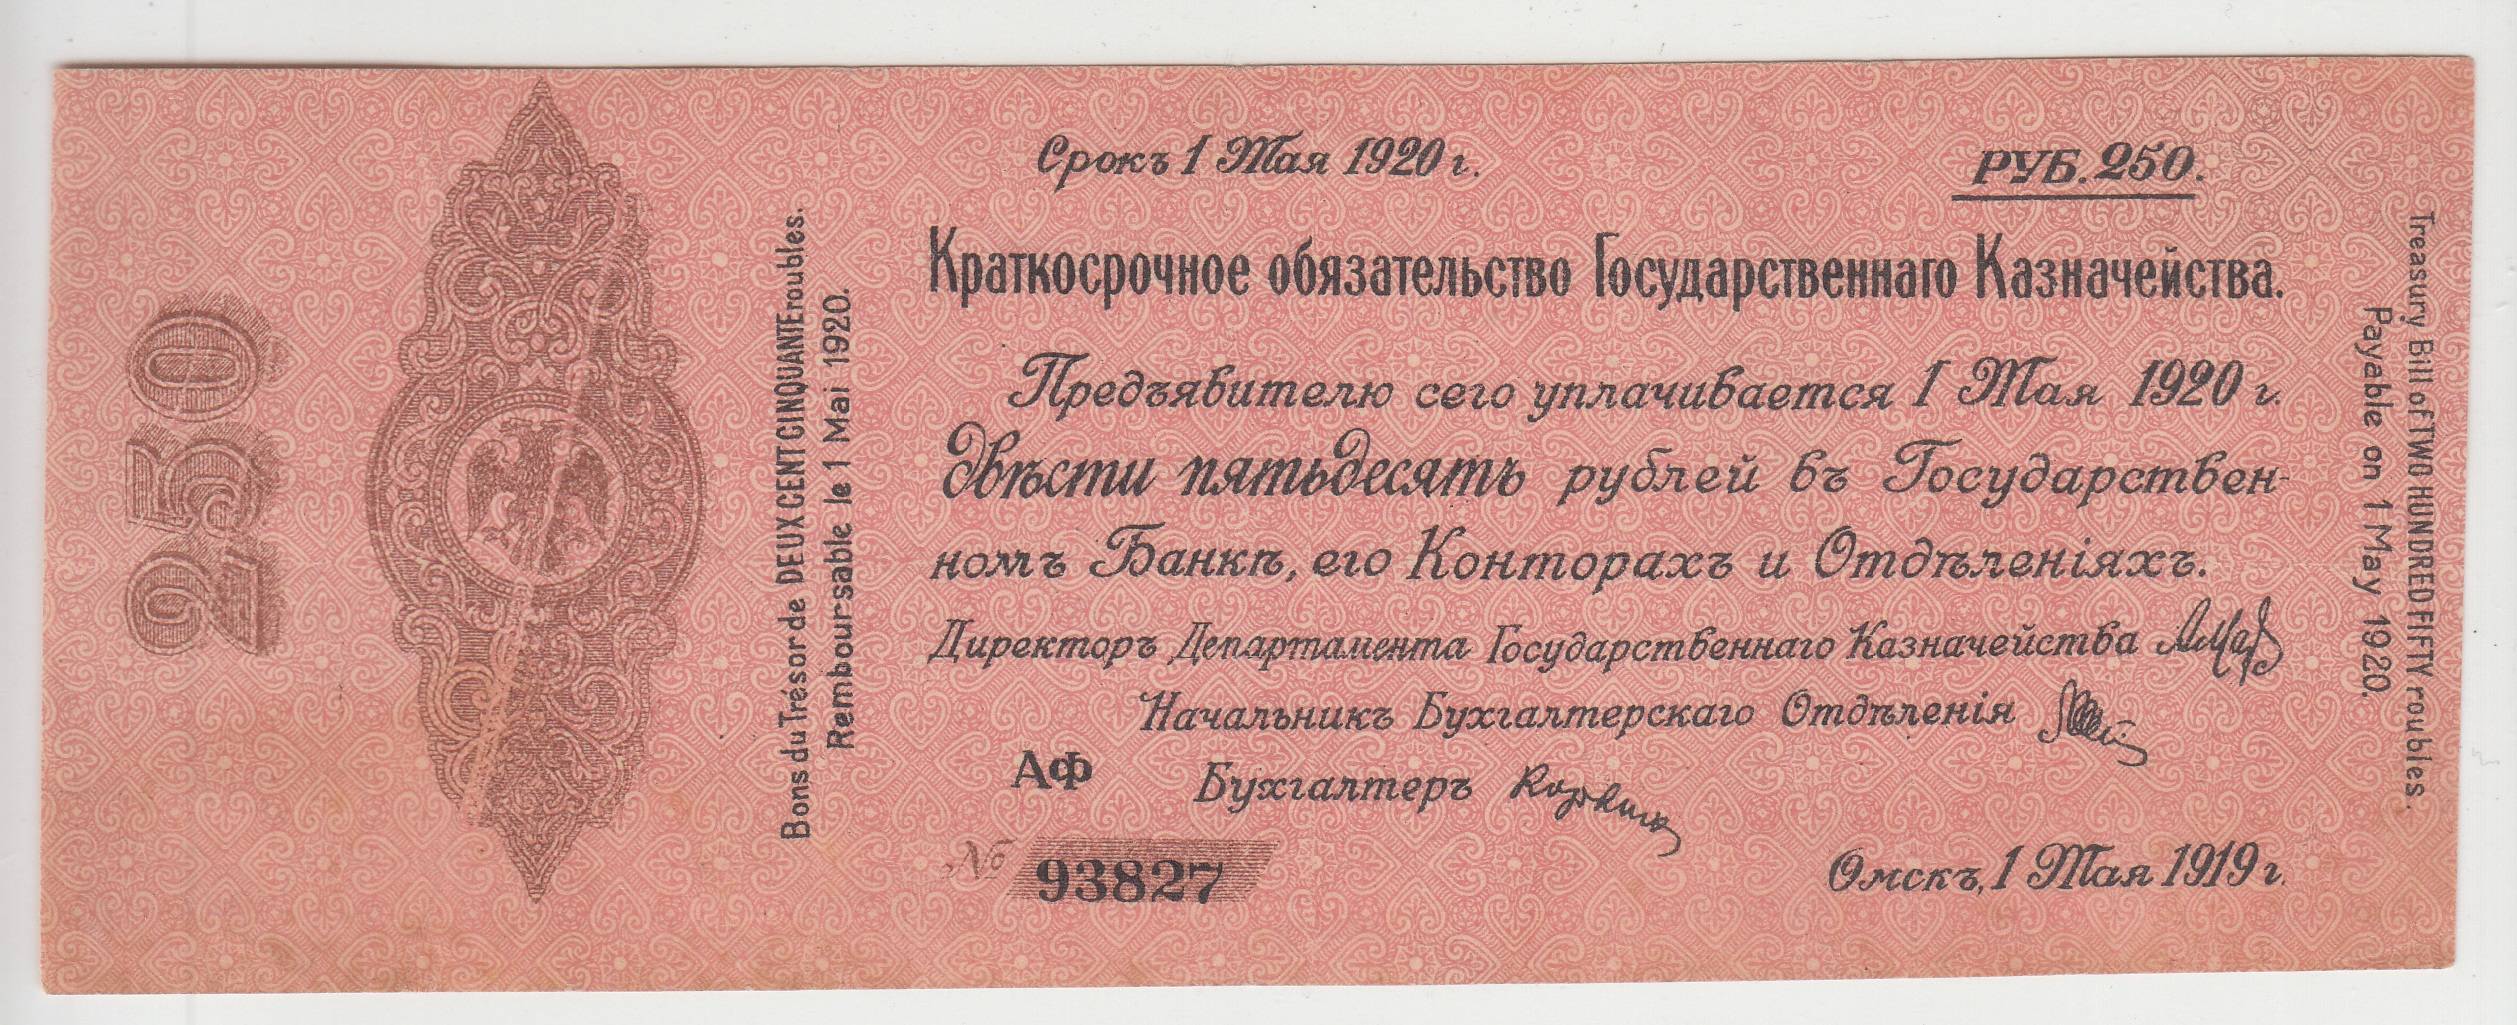 250
Bons du Trésor de DEUX CENT CINQUANTE roubles.
Remboursable le 1 Mai 1920.
Срокъ 1 Мая 1920 г.
РУБ. 250.
Краткосрочное обязательство Государственнаго Казначейства.
Предъявителю сего уплачивается 1 Мая 1920 г.
Двѣсти пятьдесятъ рублей въ Государствен-
номъ Банкѣ, его Конторахъ и Отдѣленіяхъ.
Директоръ Департамента Государственнаго Казначейства
Начальникъ Бухгалтерскаго Отдѣленія
АФ
Бухгалтеръ
№ 93827
Омскъ, 1 Мая 1919 г.
Treasury Bill of TWO HUNDRED FIFTY roubles.
Payable on 1 May 1920.